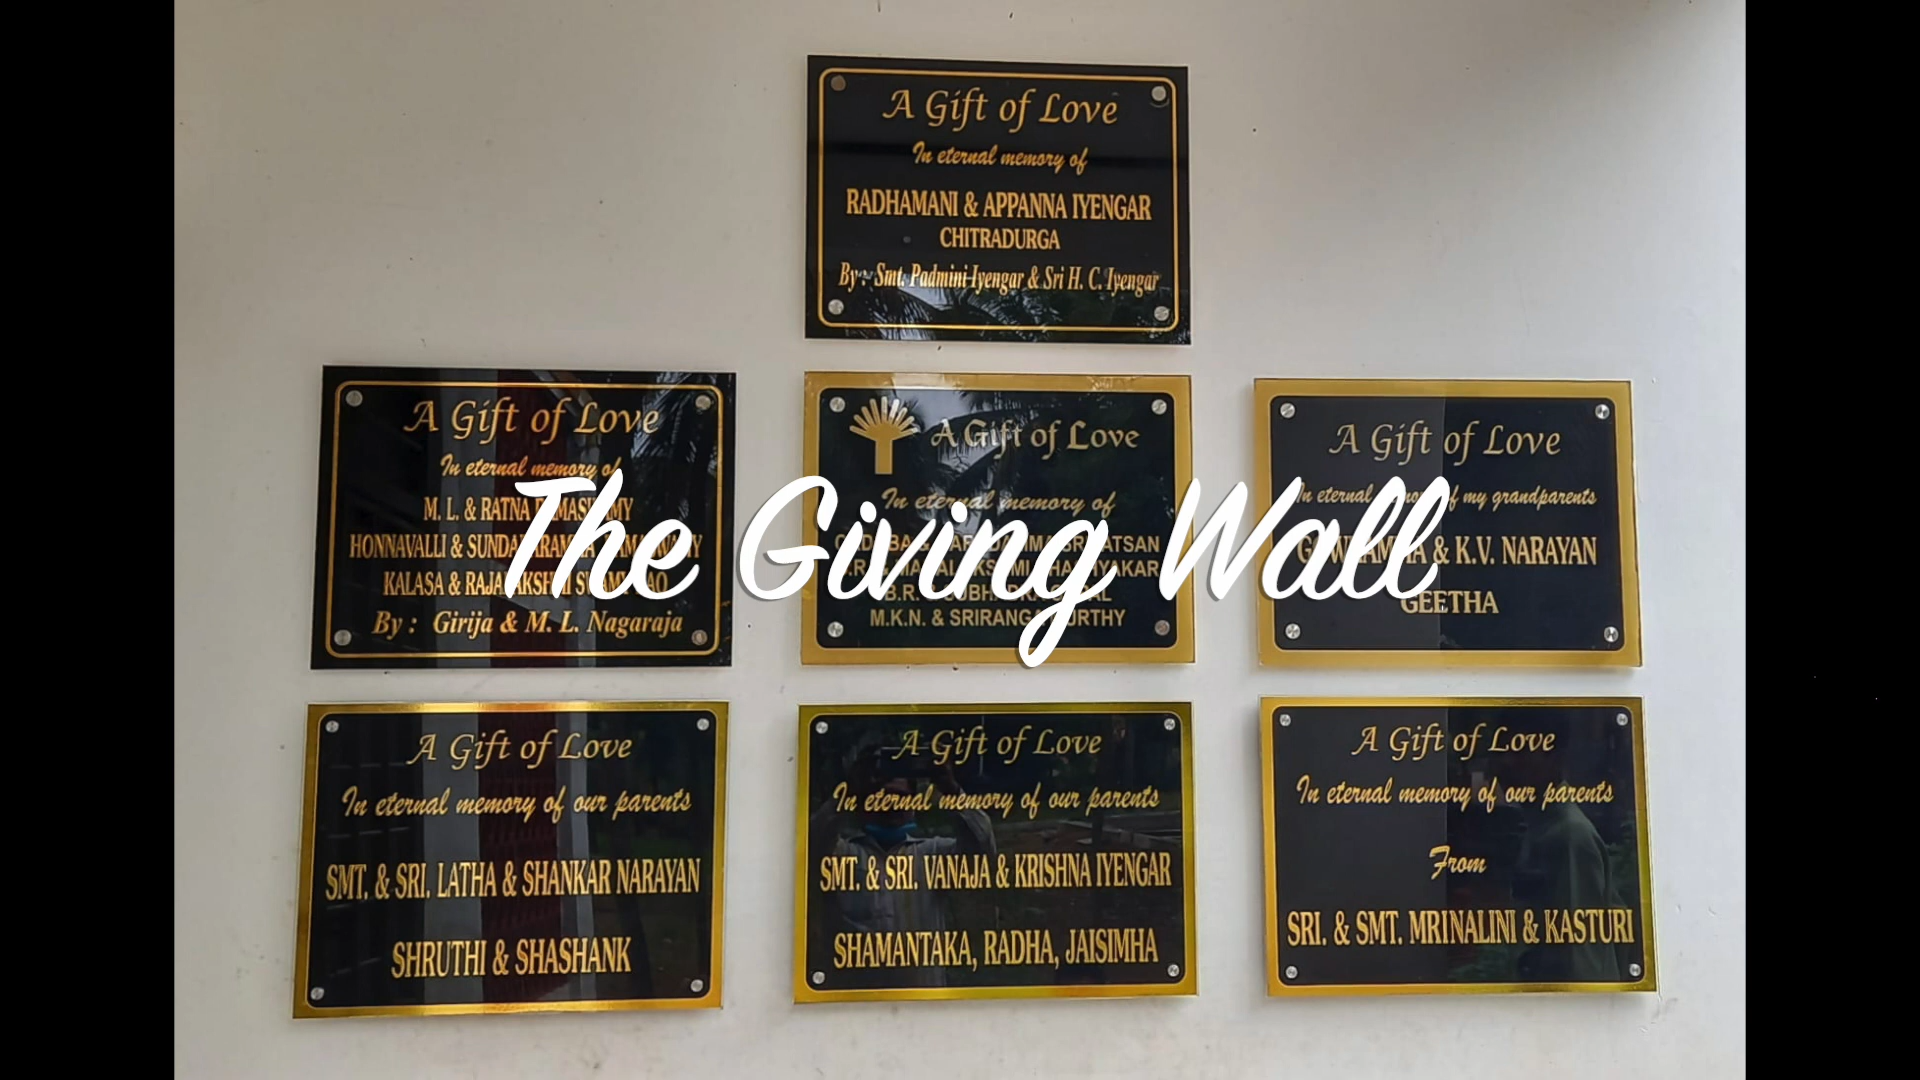 A Gift of Love
In eternal memory of
RADHAMANI & APPANNA IYENGAR
CHITRADURGA
By : Smt. Padmini Iyengar & Sri H. C. Iyengar
A Gift of Love
In eternal memory of
M. L. & RATNA
HONNAVALLI &
KALASA &
By : Girija & M. L. Nagaraja
A Gift of Love
In eternal memory of
M.K.N. &
A Gift of Love
In eternal of my grandparents
& K.V. NARAYAN
GEETHA
The Giving Wall
A Gift of Love
In eternal memory of our parents
SMT. & SRI. LATHA & SHANKAR NARAYAN
SHRUTHI & SHASHANK
A Gift of Love
In eternal memory of our parents
SMT. & SRI. VANAJA & KRISHNA IYENGAR
SHAMANTAKA, RADHA, JAISIMHA
A Gift of Love
In eternal memory of our parents
From
SRI. & SMT. MRINALINI & KASTURI